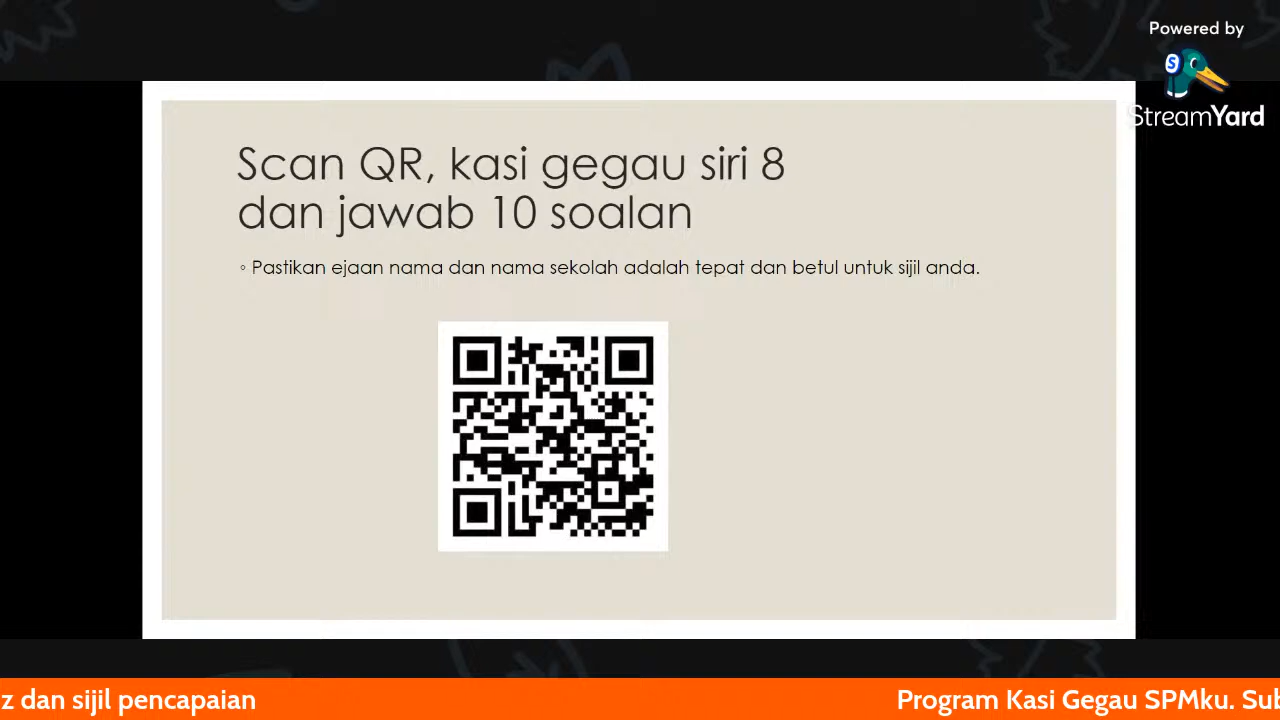 Powered by
StreamYard
Scan QR, kasi gegau siri 8
dan jawab 10 soalan
Pastikan ejaan nama dan nama sekolah adalah tepat dan betul untuk sijil anda.
z dan sijil pencapaian
Program Kasi Gegau SPMku. Sub